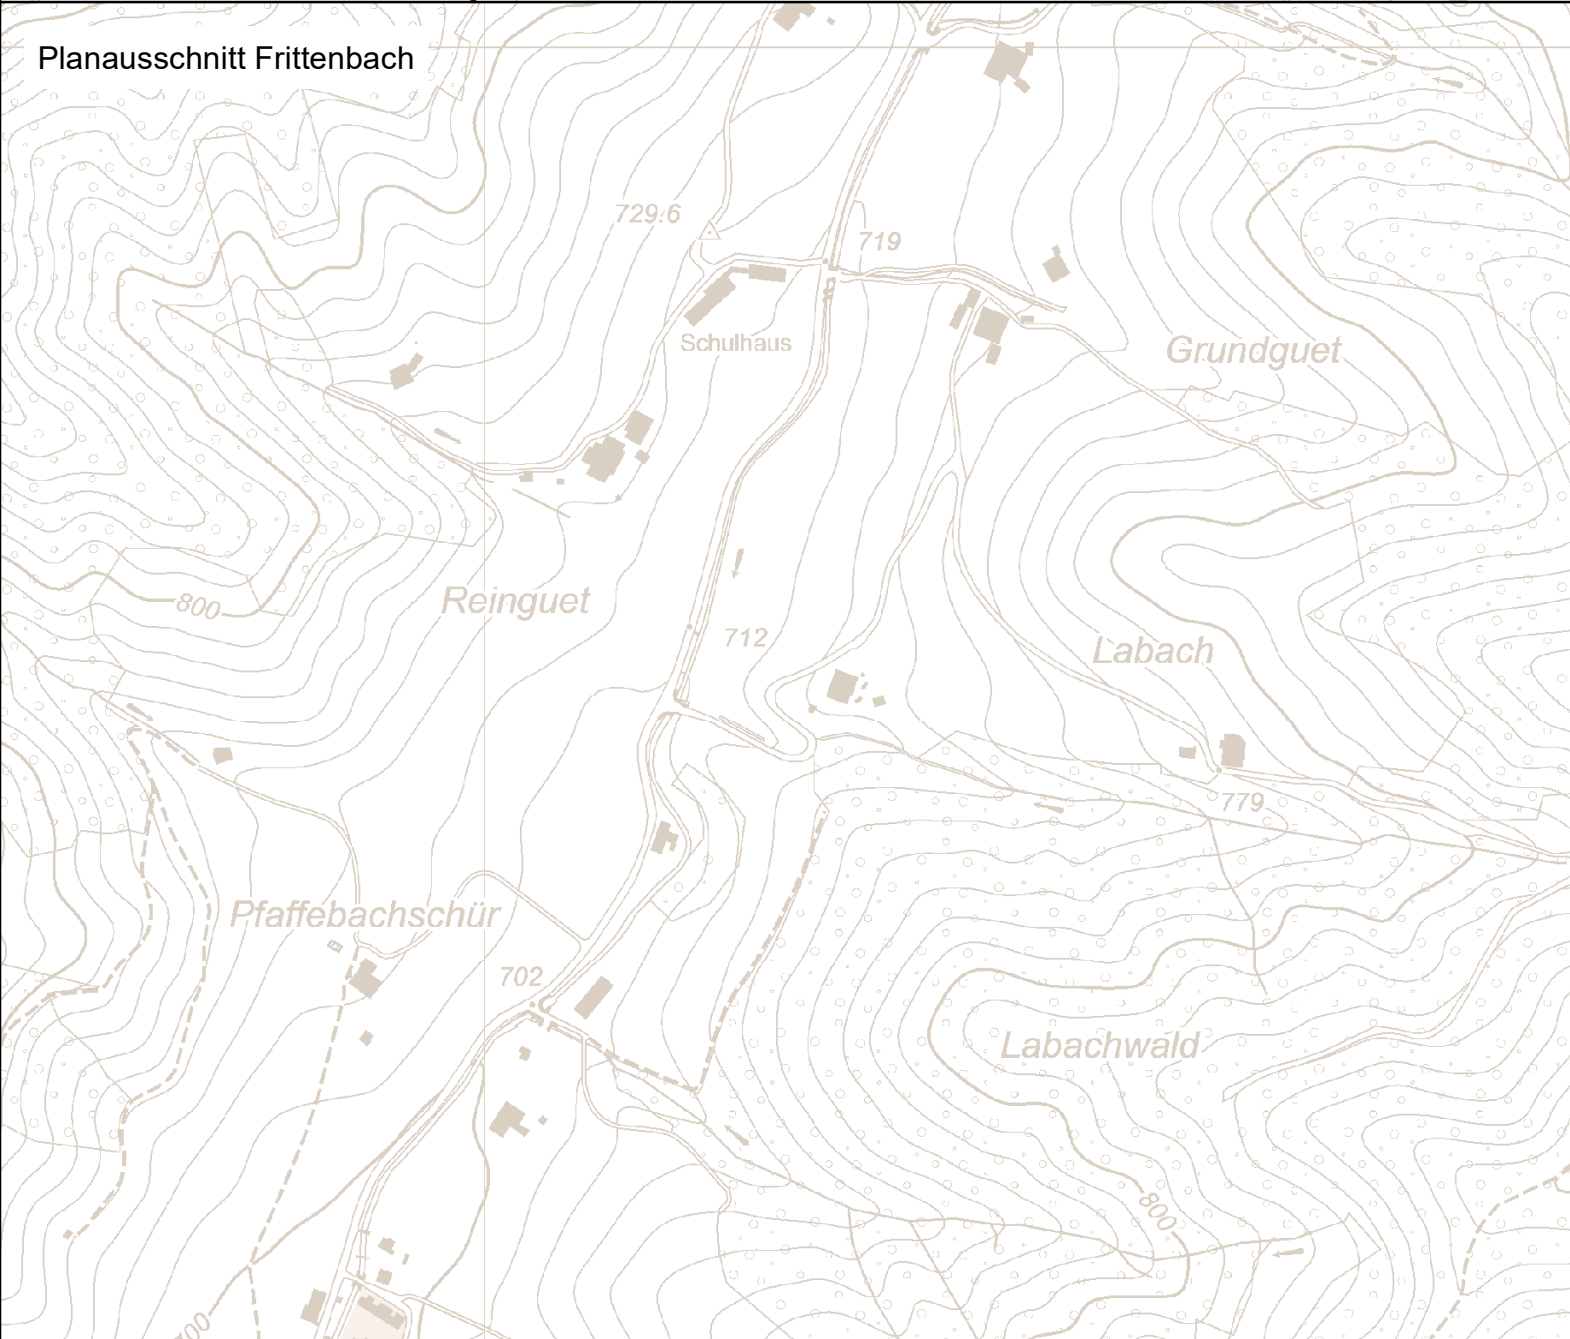 Planausschnitt Frittenbach
729.6
719
Schulhaus
Grundguet
800
Reinguet
712
Labach
779
Pfaffebachschür
702
Labachwald
800